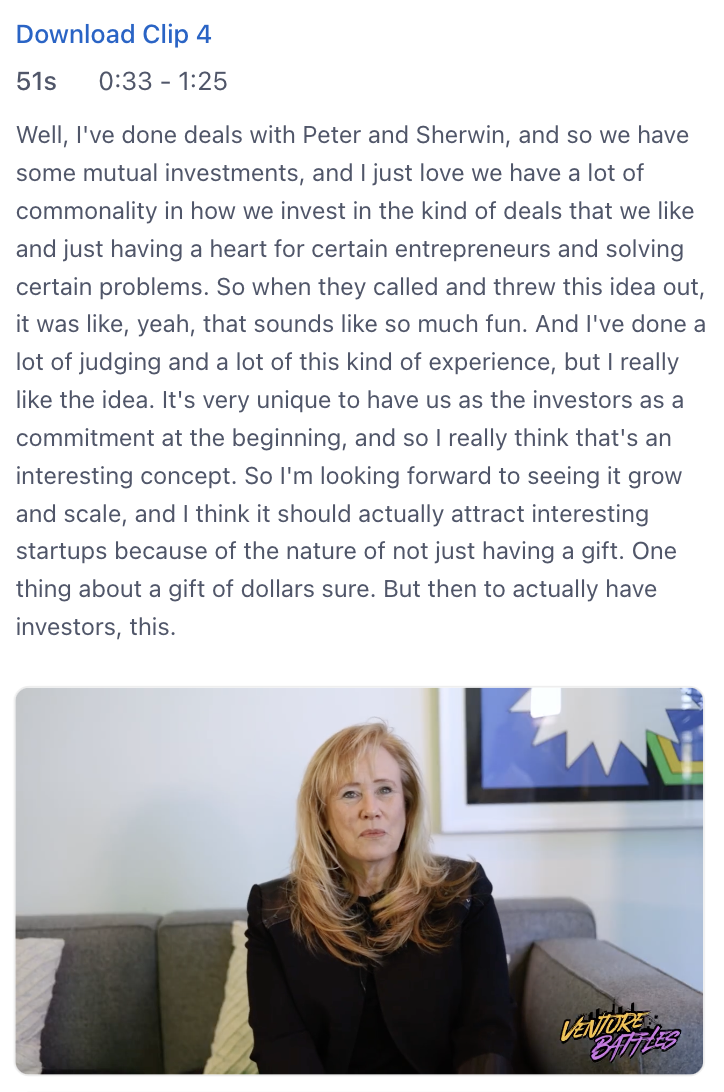 Download Clip 4
51s 0:33 - 1:25
Well, I've done deals with Peter and Sherwin, and so we have
some mutual investments, and I just love we have a lot of
commonality in how we invest in the kind of deals that we like
and just having a heart for certain entrepreneurs and solving
certain problems. So when they called and threw this idea out,
it was like, yeah, that sounds like so much fun. And I've done a
lot of judging and a lot of this kind of experience, but I really
like the idea. It's very unique to have us as the investors as a
commitment at the beginning, and so I really think that's an
interesting concept. So I'm looking forward to seeing it grow
and scale, and I think it should actually attract interesting
startups because of the nature of not just having a gift. One
thing about a gift of dollars sure. But then to actually have
investors, this.
VENTURE
BATTLES